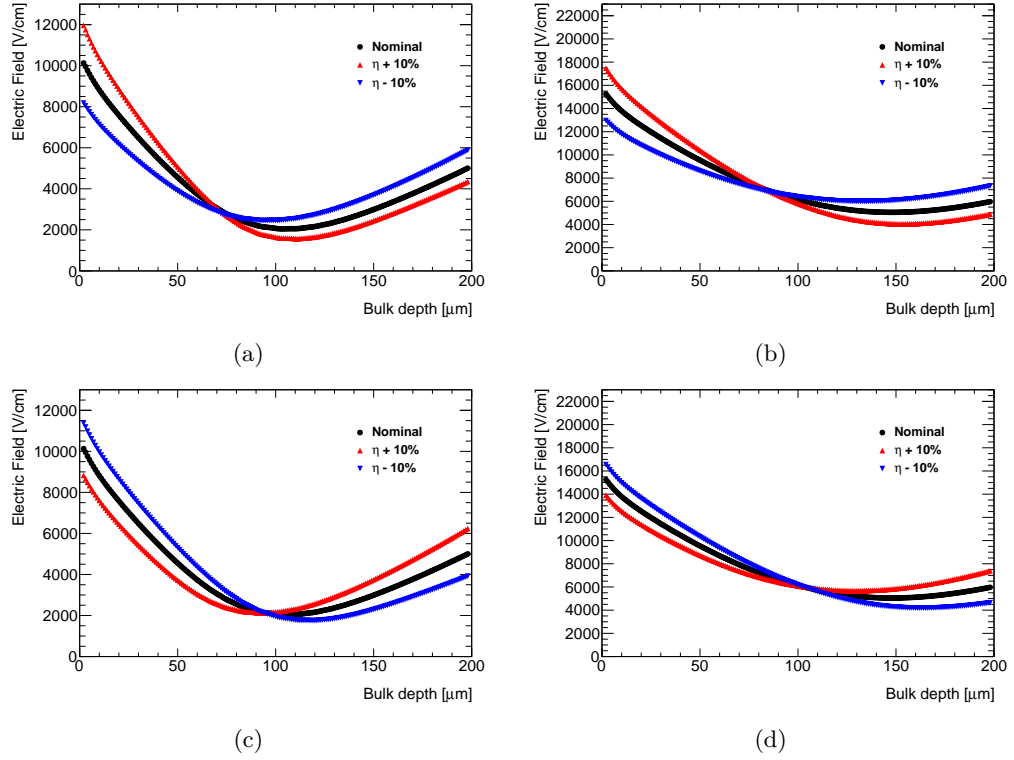 Electric Field [V/cm]
12000
10000
8000
6000
4000
2000
0
0 50 100 150 200
Bulk depth [μm]
Nominal
η + 10%
η - 10%
(a)
Electric Field [V/cm]
22000
20000
18000
16000
14000
12000
10000
8000
6000
4000
2000
0
0 50 100 150 200
Bulk depth [μm]
Nominal
η + 10%
η - 10%
(b)
Electric Field [V/cm]
12000
10000
8000
6000
4000
2000
0
0 50 100 150 200
Bulk depth [μm]
Nominal
η + 10%
η - 10%
(c)
Electric Field [V/cm]
22000
20000
18000
16000
14000
12000
10000
8000
6000
4000
2000
0
0 50 100 150 200
Bulk depth [μm]
Nominal
η + 10%
η - 10%
(d)